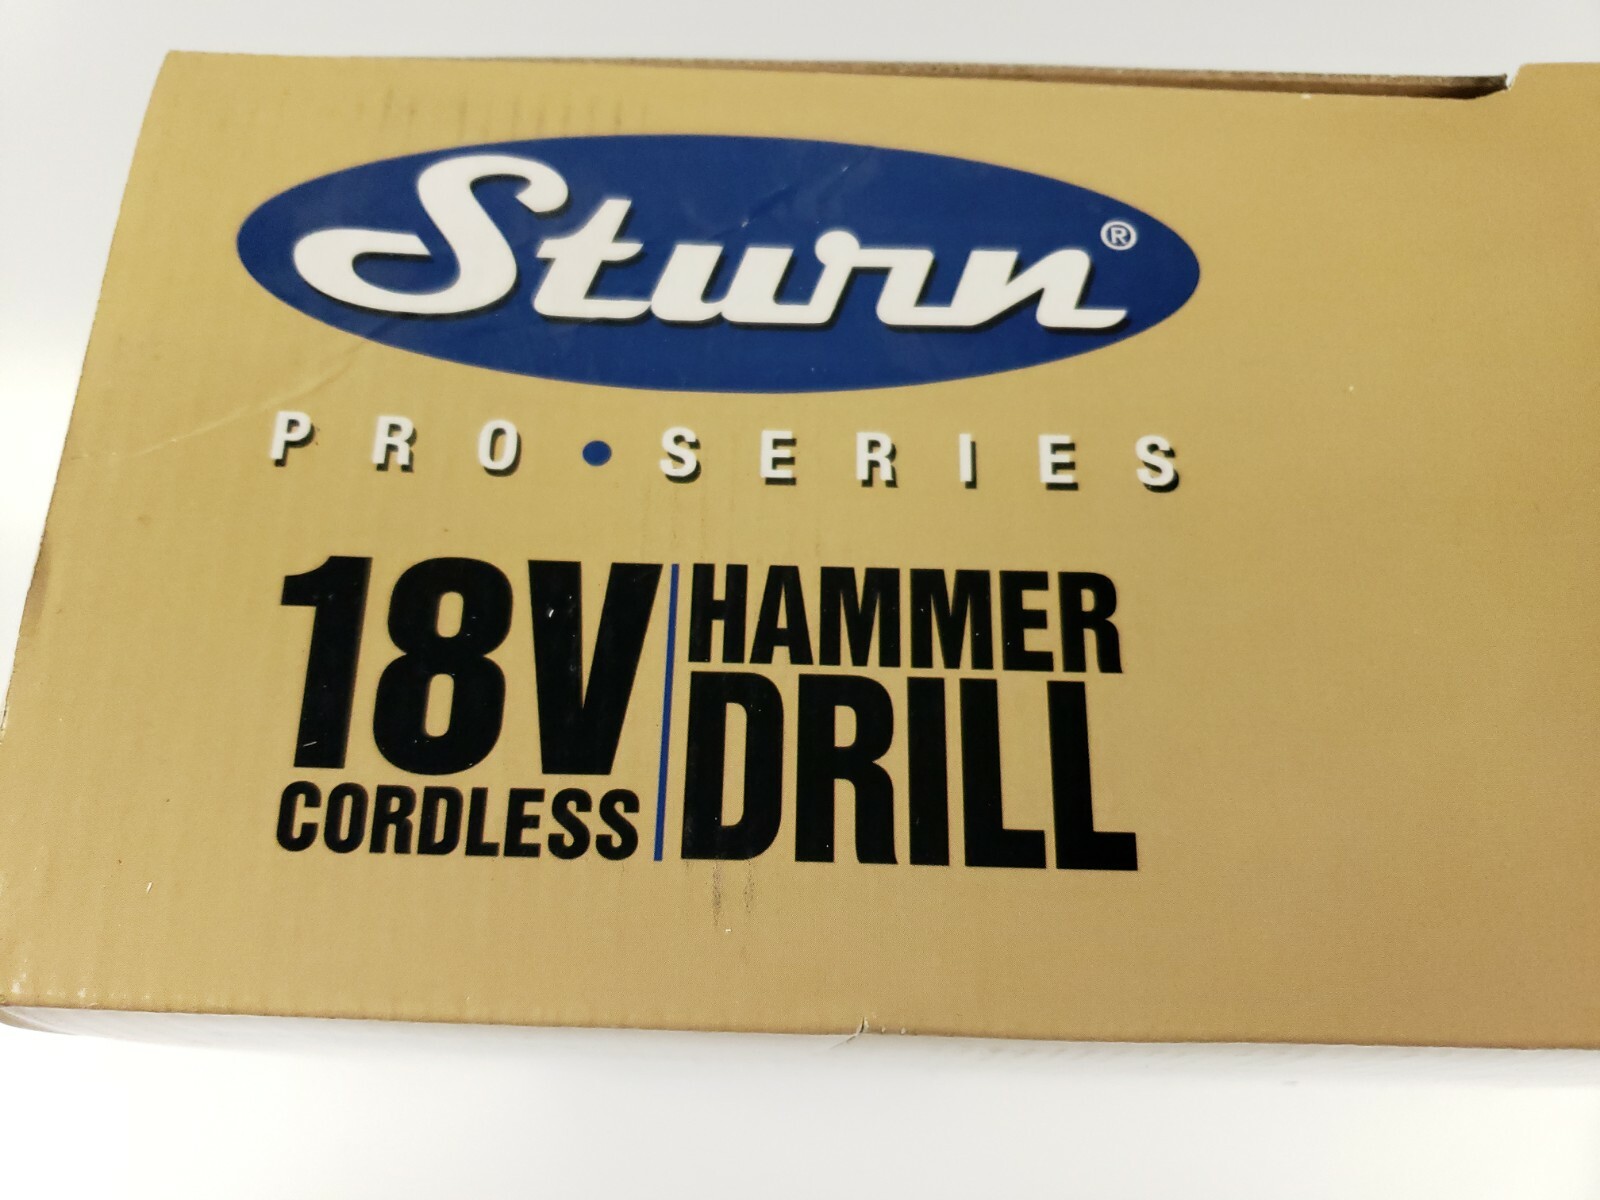 Sturn®
PRO•SERIES
18V
CORDLESS
HAMMER
DRILL